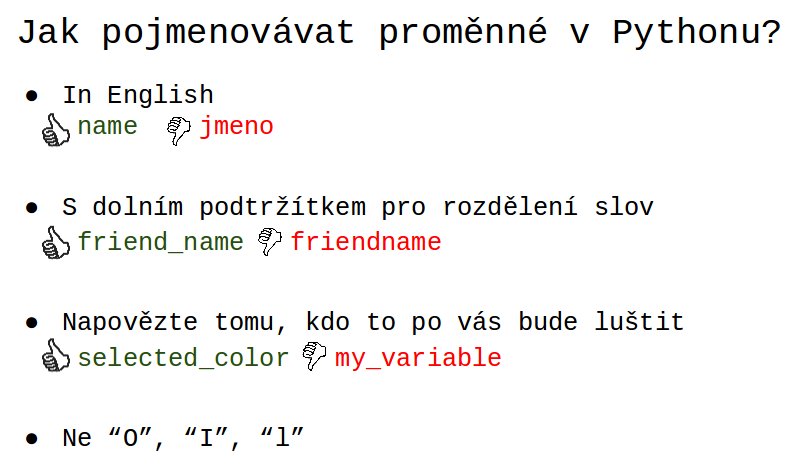 Jak pojmenovávat proměnné v Pythonu?
● In English
name jmeno
● S dolním podtržítkem pro rozdělení slov
friend_name friendname
● Napovězte tomu, kdo to po vás bude luštit
selected_color my_variable
● Ne “O”, “I”, “l”